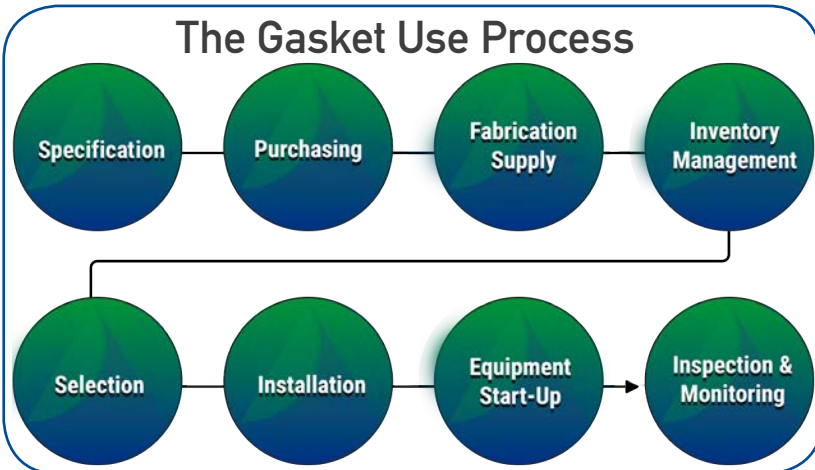 The Gasket Use Process
Specification
Purchasing
Fabrication
Supply
Inventory
Management
Selection
Installation
Equipment
Start-Up
Inspection &
Monitoring